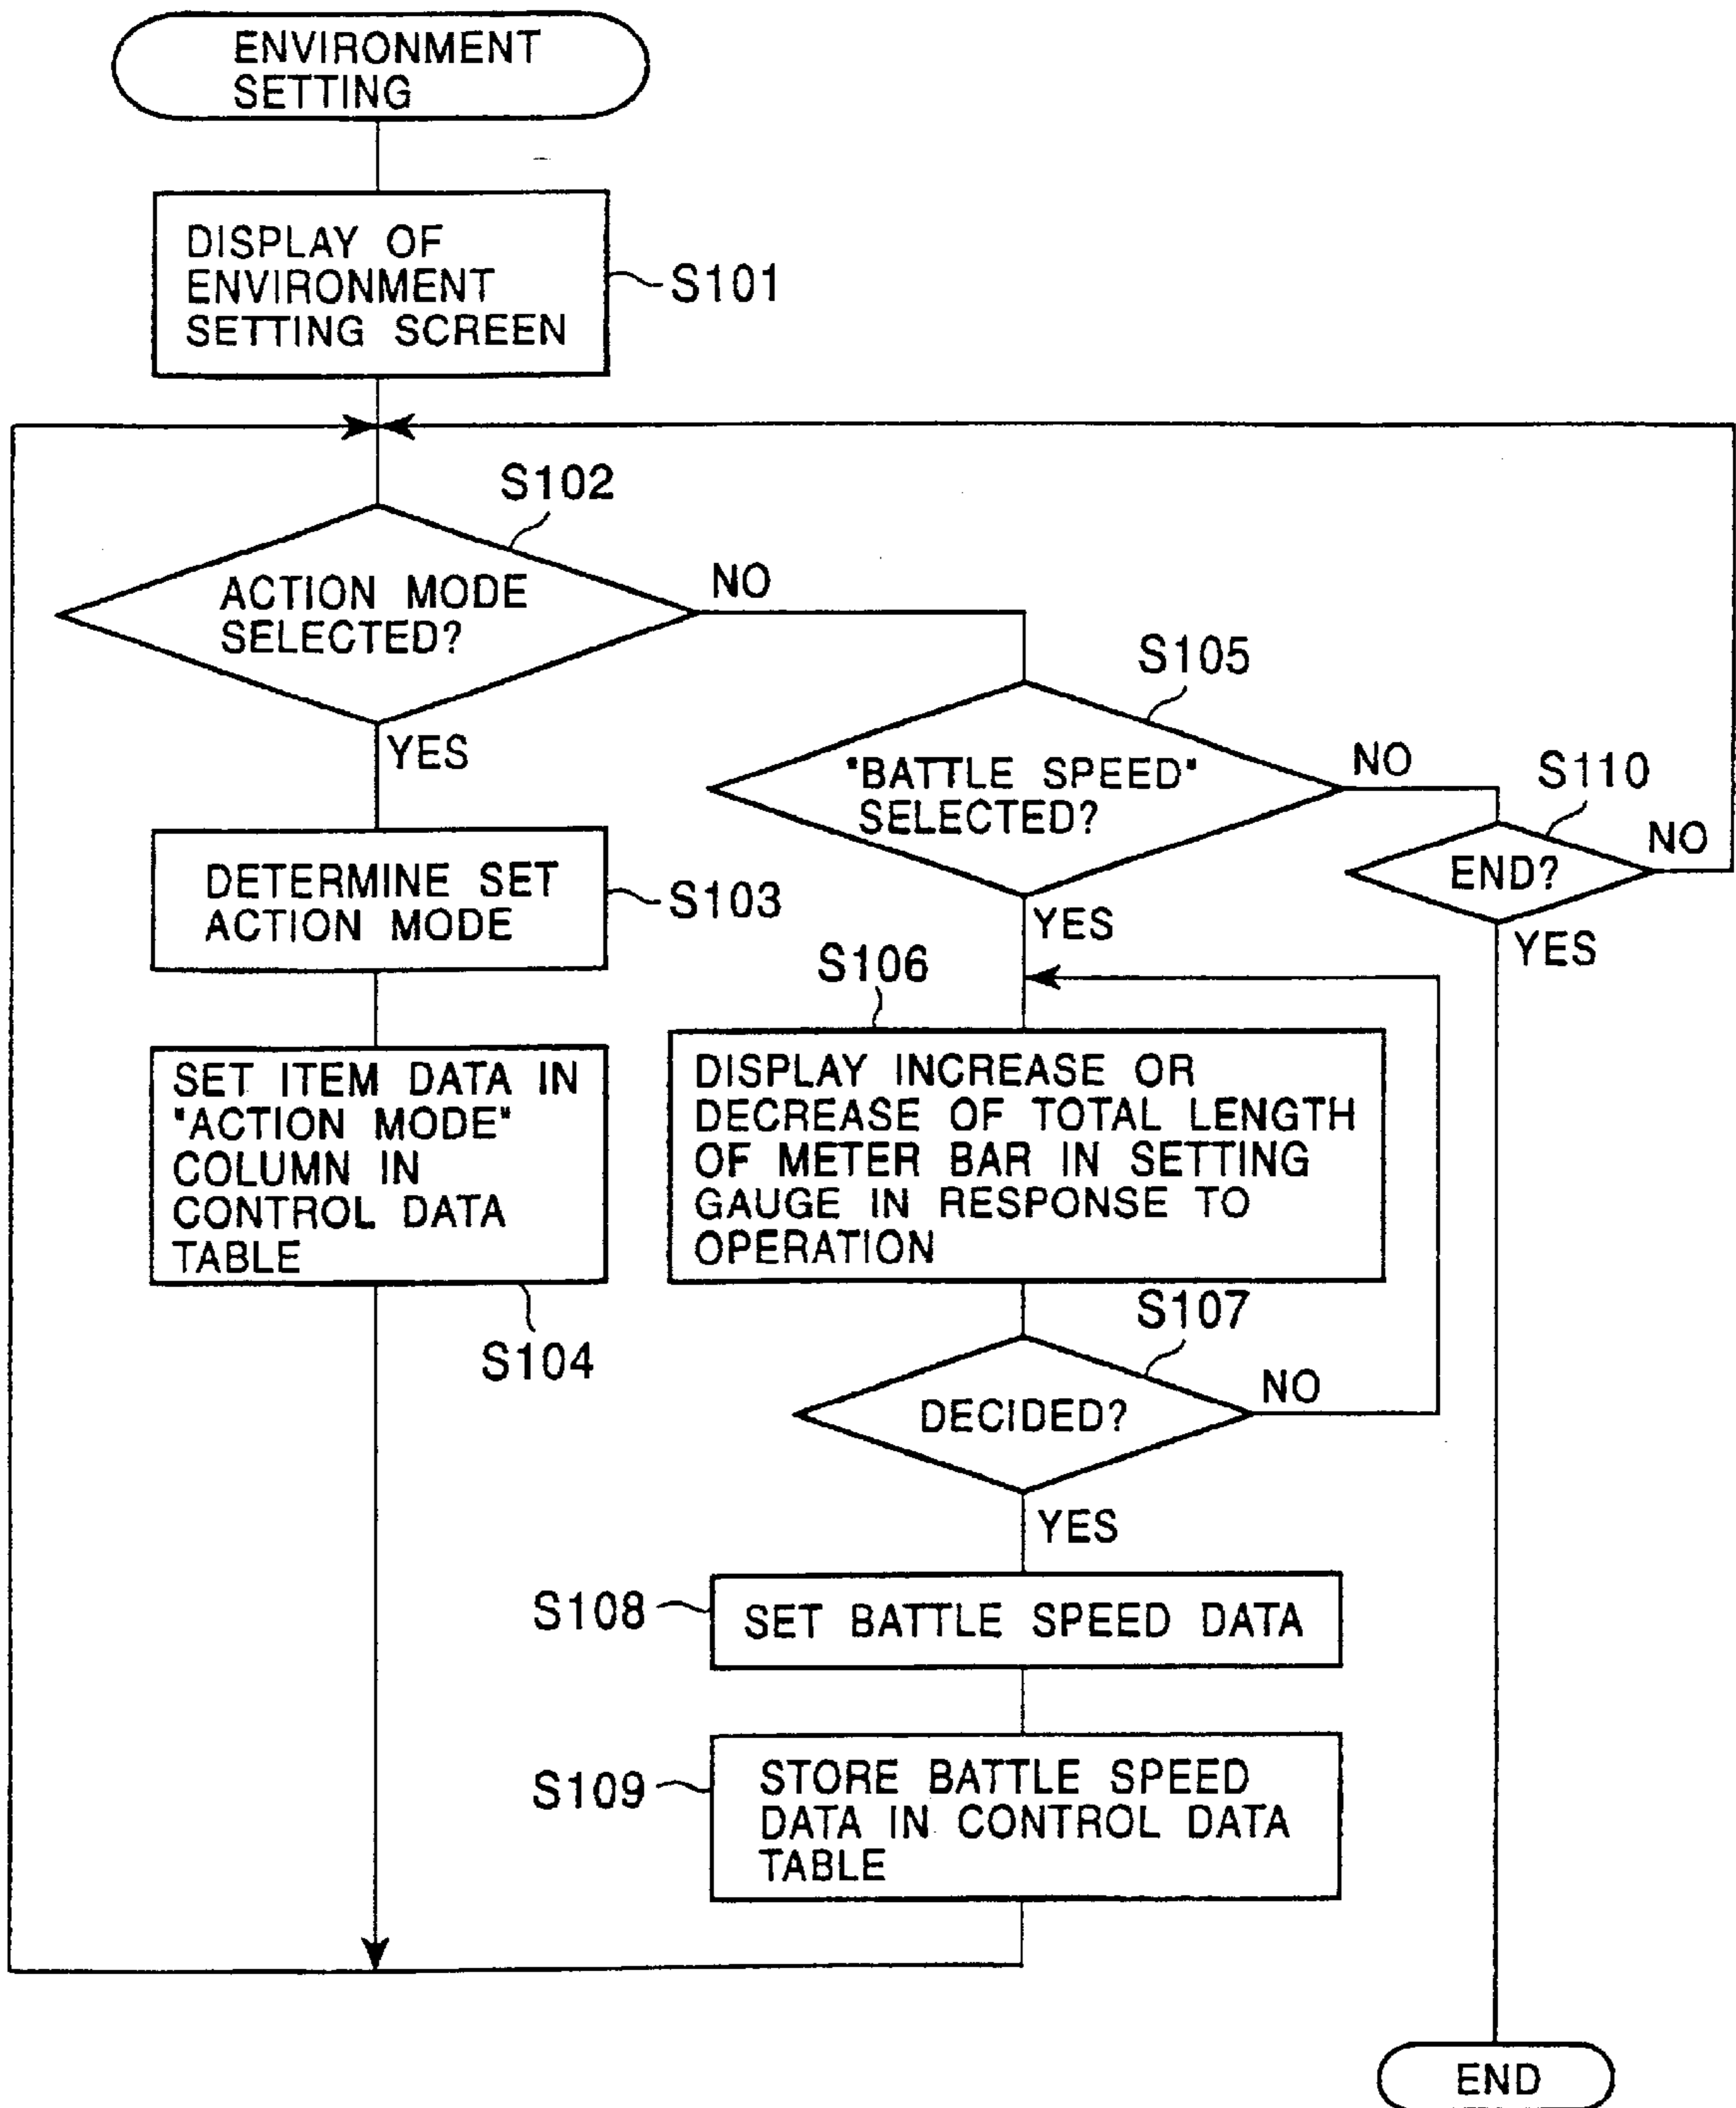 ENVIRONMENT
SETTING
DISPLAY OF
ENVIRONMENT
SETTING SCREEN
S101
S102
ACTION MODE
SELECTED?
NO
YES
S105
"BATTLE SPEED"
SELECTED?
NO
YES
S110
END?
NO
YES
DETERMINE SET
ACTION MODE
S103
SET ITEM DATA IN
"ACTION MODE"
COLUMN IN
CONTROL DATA
TABLE
S104
S106
DISPLAY INCREASE OR
DECREASE OF TOTAL LENGTH
OF METER BAR IN SETTING
GAUGE IN RESPONSE TO
OPERATION
S107
DECIDED?
NO
YES
S108
SET BATTLE SPEED DATA
S109
STORE BATTLE SPEED
DATA IN CONTROL DATA
TABLE
END